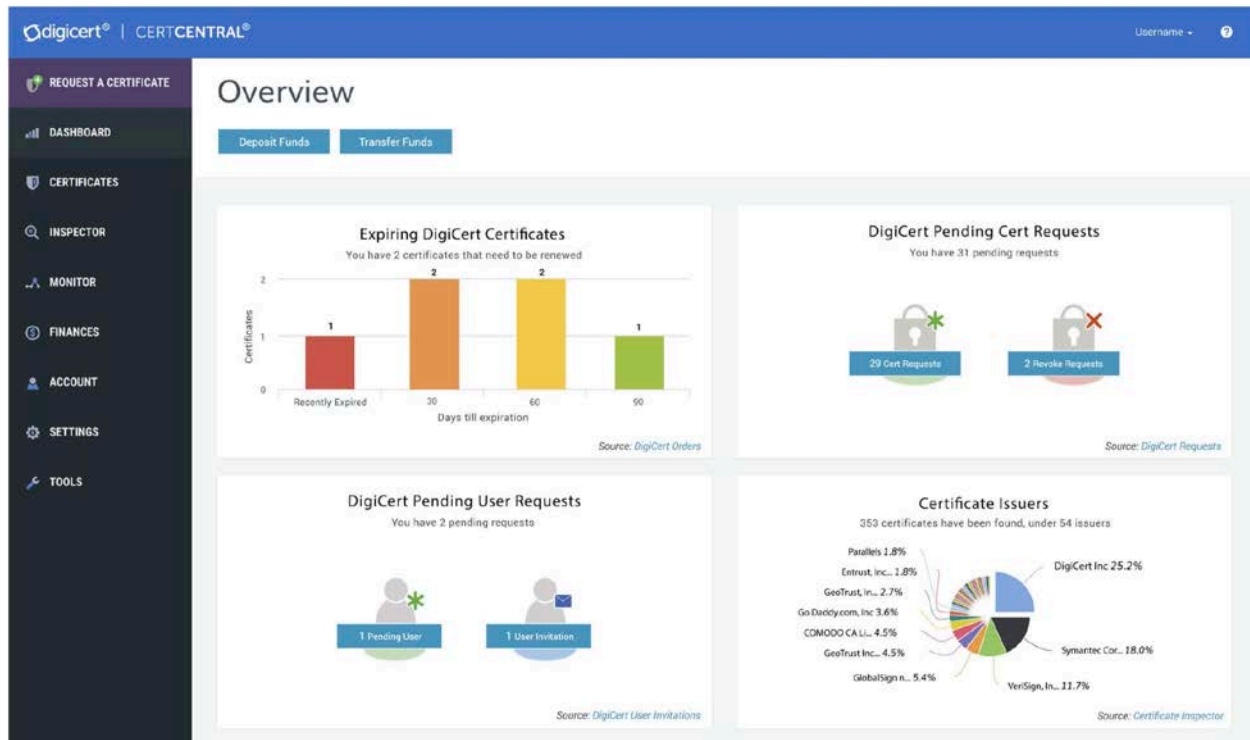 digicert® | CERTCENTRAL®
Username
?
REQUEST A CERTIFICATE
DASHBOARD
CERTIFICATES
INSPECTOR
MONITOR
FINANCES
ACCOUNT
SETTINGS
TOOLS
Overview
Deposit Funds
Transfer Funds
Expiring DigiCert Certificates
You have 2 certificates that need to be renewed
Certificates
2
1
0
1
2
2
1
Recently Expired
30
60
90
Days till expiration
Source: DigiCert Orders
DigiCert Pending Cert Requests
You have 31 pending requests
29 Cert Requests
2 Revoke Requests
Source: DigiCert Requests
DigiCert Pending User Requests
You have 2 pending requests
1 Pending User
1 User Invitation
Source: DigiCert User Invitations
Certificate Issuers
353 certificates have been found, under 54 issuers
Parallels 1.8%
Entrust, Inc... 1.8%
GeoTrust, In... 2.7%
Go Daddy.com, Inc 3.6%
COMODO CA Li... 4.5%
GeoTrust Inc... 4.5%
GlobalSign n... 5.4%
DigiCert Inc 25.2%
Symantec Cor... 18.0%
VeriSign, In... 11.7%
Source: Certificate Inspector